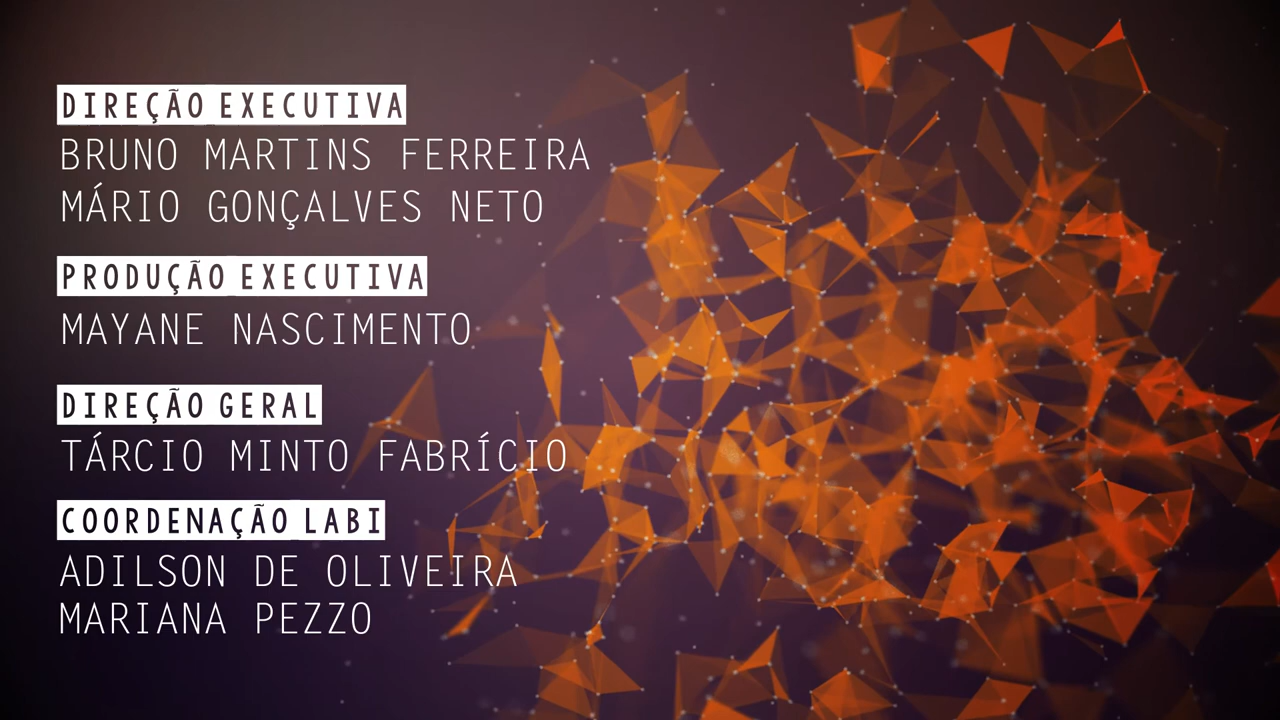 DIREÇÃO EXECUTIVA
BRUNO MARTINS FERREIRA
MÁRIO GONÇALVES NETO
PRODUÇÃO EXECUTIVA
MAYANE NASCIMENTO
DIREÇÃO GERAL
TÁRCIO MINTO FABRÍCIO
COORDENAÇÃO LABI
ADILSON DE OLIVEIRA
MARIANA PEZZO